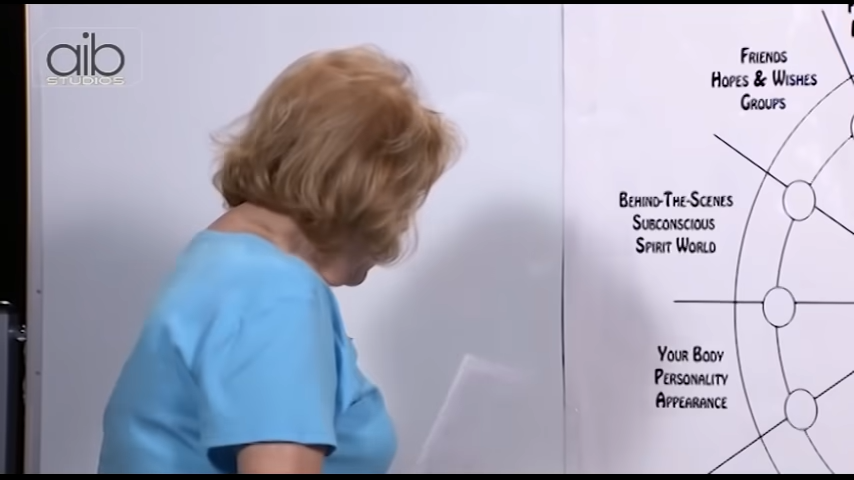 aib
STUDIOS
FRIENDS
HOPES & WISHES
GROUPS
BEHIND-THE-SCENES
SUBCONSCIOUS
SPIRIT WORLD
YOUR BODY
PERSONALITY
APPEARANCE